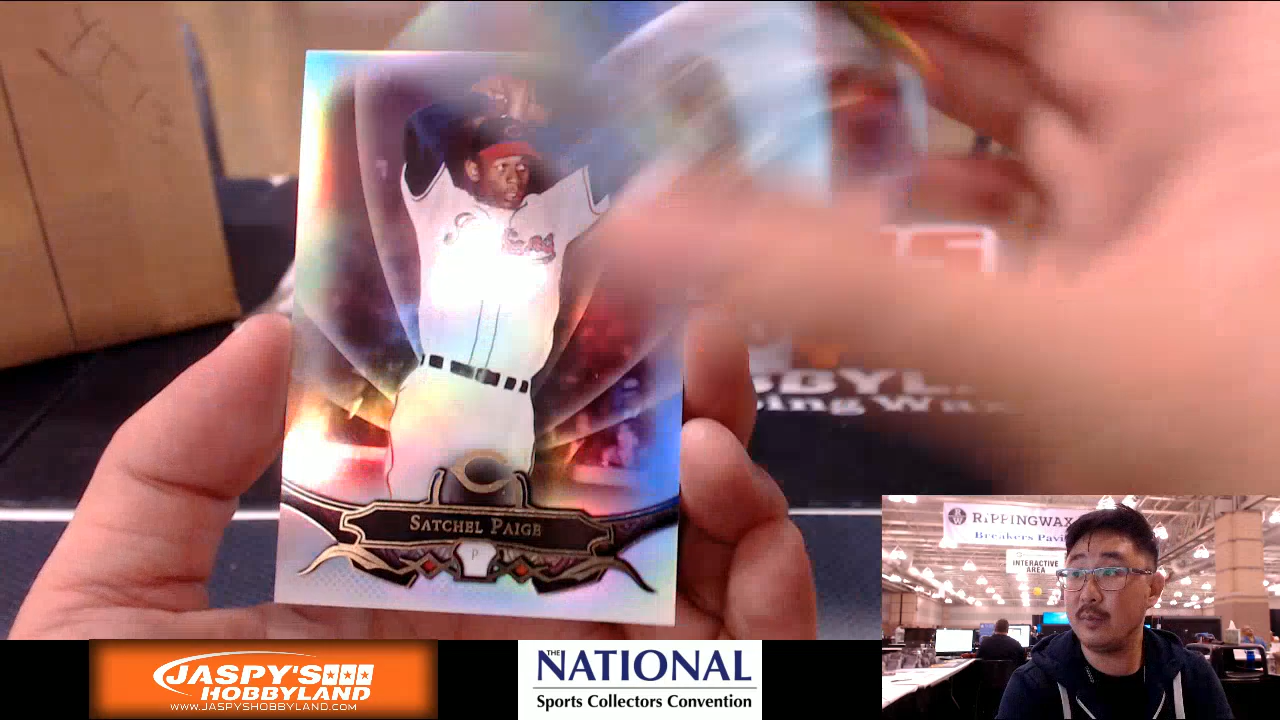 SATCHEL PAIGE
P
RIPPINGWAX
Breakers Pavi
INTERACTIVE
AREA
JASPY'S
HOBBYLAND
WWW.JASPYSHOBBYLAND.COM
THE NATIONAL
Sports Collectors Convention